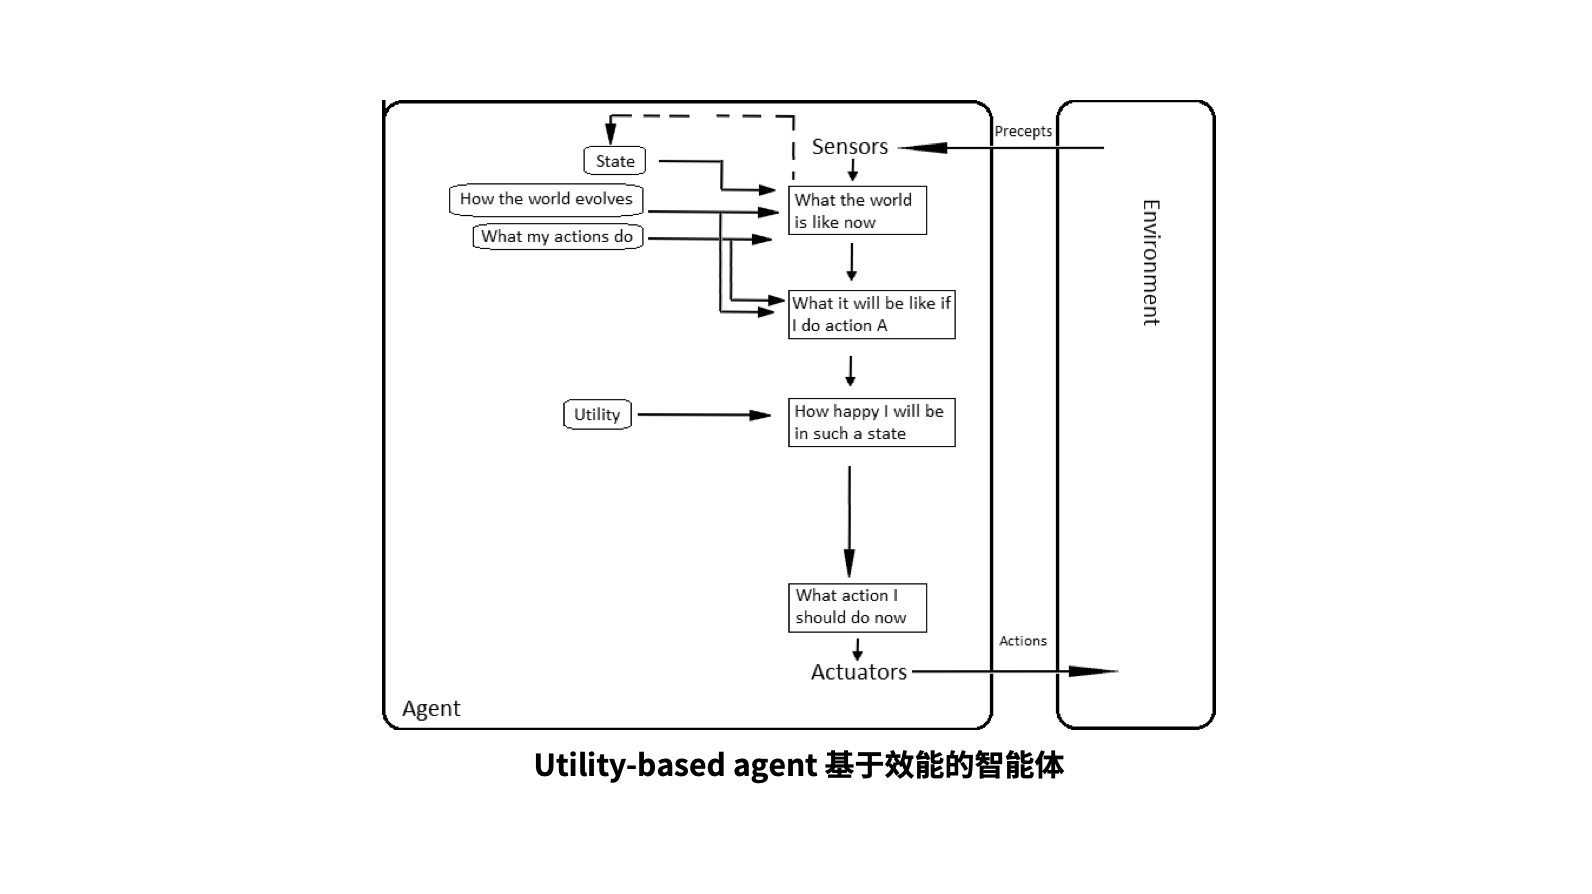 Precepts
Sensors
State
How the world evolves
What the world
is like now
What my actions do
Environment
What it will be like if
I do action A
Utility
How happy I will be
in such a state
What action I
should do now
Actions
Actuators
Agent
Utility-based agent 基于效能的智能体